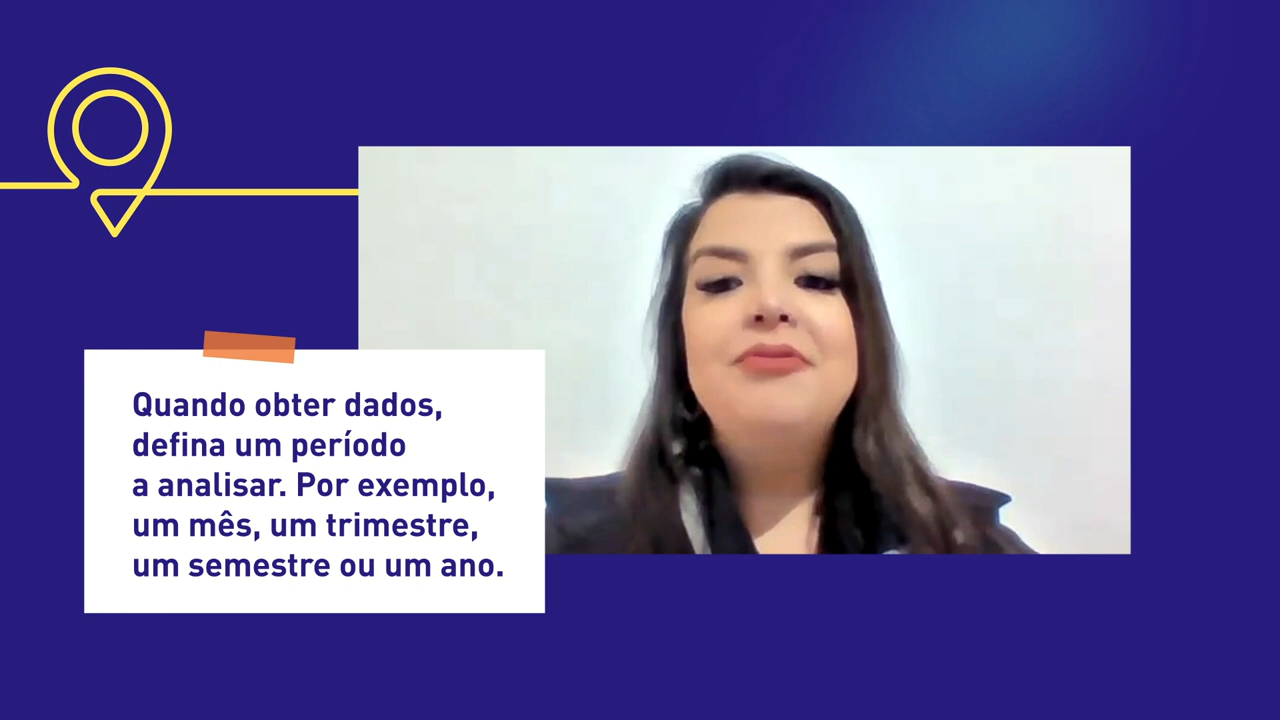 Quando obter dados,
defina um período
a analisar. Por exemplo,
um mês, um trimestre,
um semestre ou um ano.